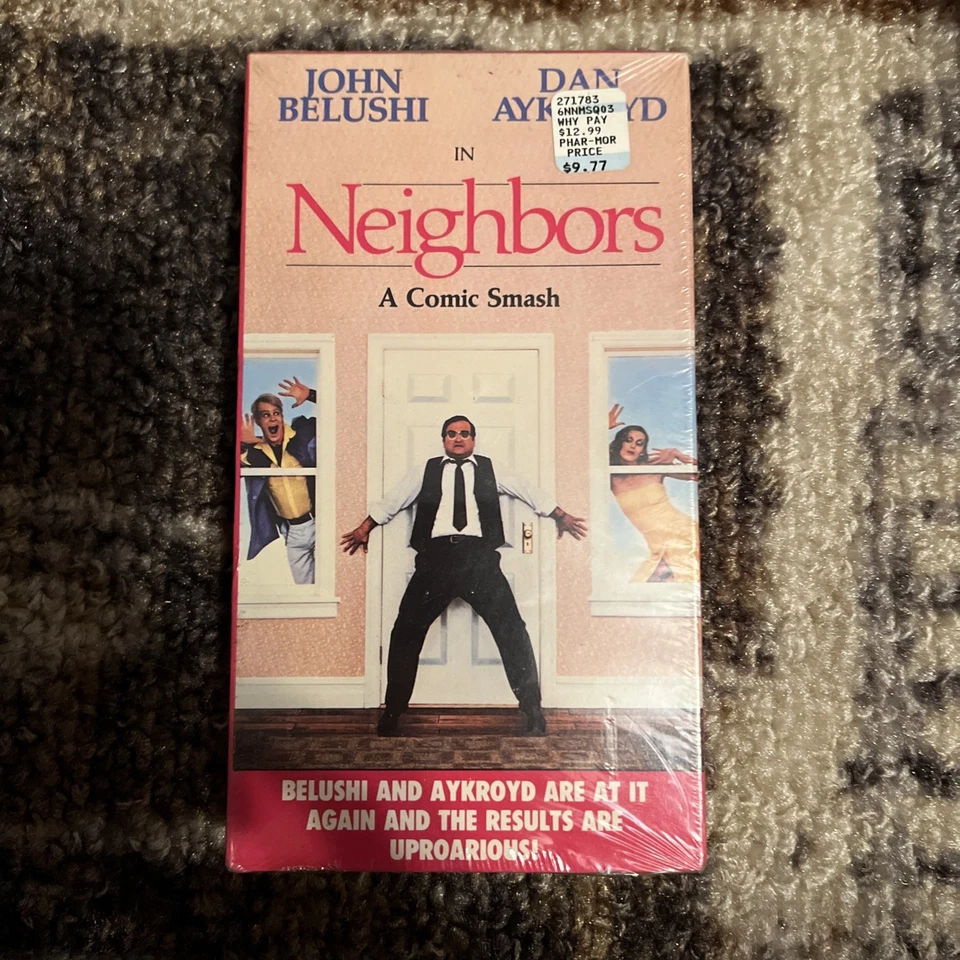 JOHN
BELUSHI
DAN
AYK YD
271783
6NNMSQ03
WHY PAY
$12.99
PHAR-MOR
PRICE
$9.77
IN
Neighbors
A Comic Smash
BELUSHI AND AYKROYD ARE AT IT
AGAIN AND THE RESULTS ARE
UPROARIOUS!